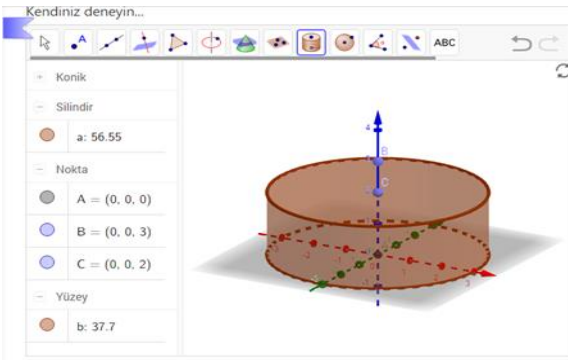 Kendiniz deneyin...
A
ABC
Konik
Silindir
a: 56.55
Nokta
A = (0, 0, 0)
B = (0, 0, 3)
C = (0, 0, 2)
Yüzey
b: 37.7
4
B
C